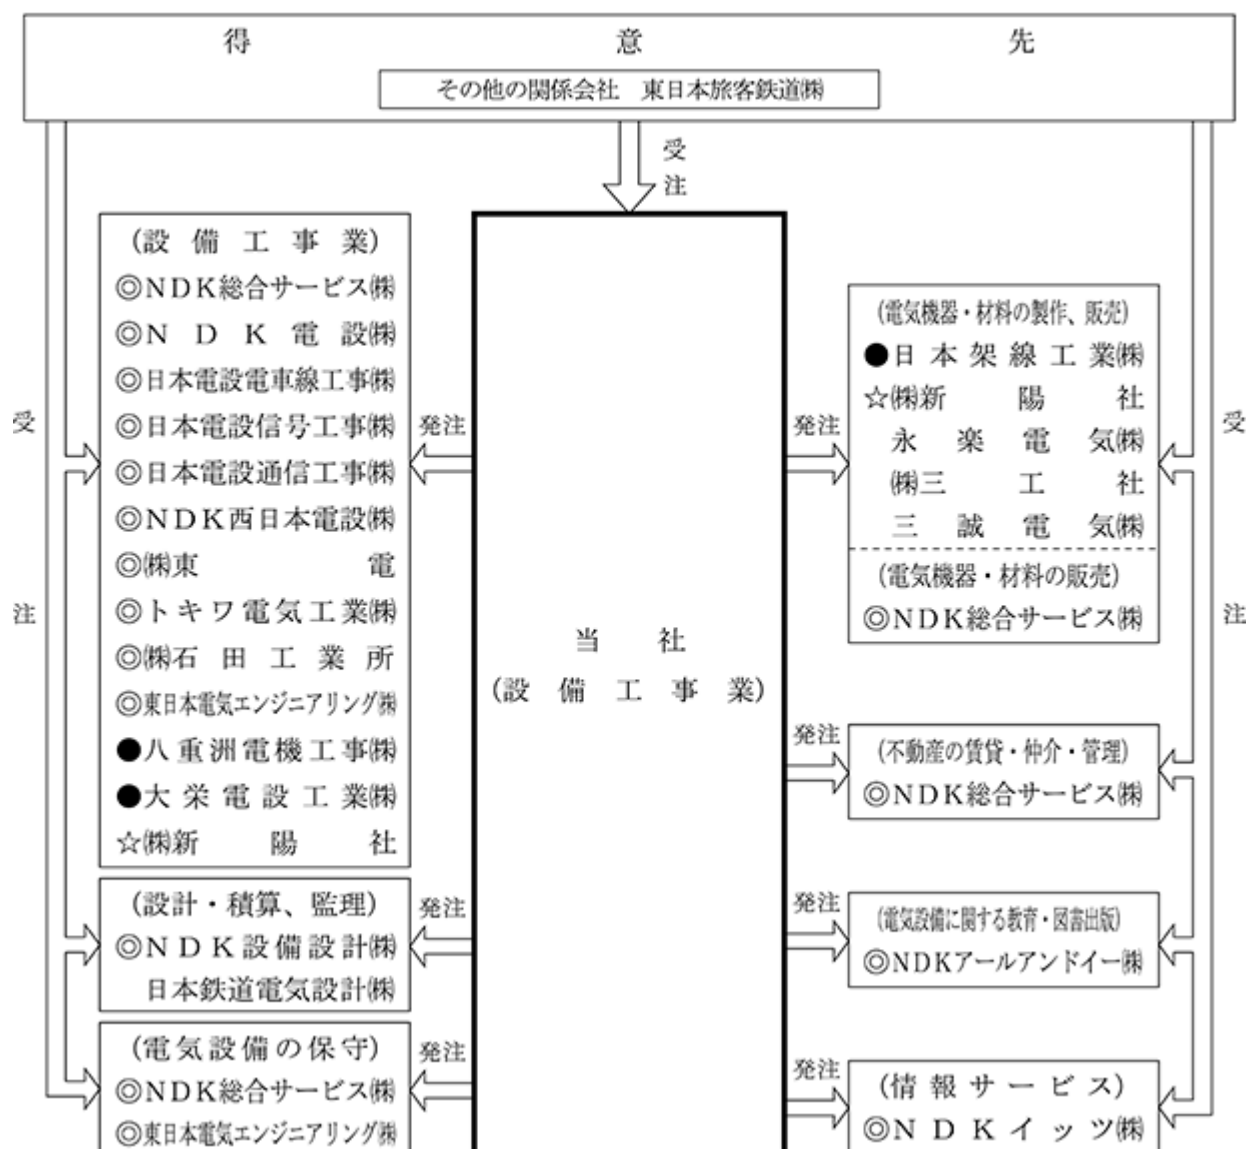 得意先
その他の関係会社 東日本旅客鉄道㈱
受注
受注
(設備工事業)
◎NDK総合サービス㈱
◎NDK電設㈱
◎日本電設電車線工事㈱
◎日本電設信号工事㈱
◎日本電設通信工事㈱
◎NDK西日本電設㈱
◎㈱東電
◎トキワ電気工業㈱
◎㈱石田工業所
◎東日本電気エンジニアリング㈱
●八重洲電機工事㈱
●大栄電設工業㈱
☆㈱新陽社
発注
(設計・積算、監理)
◎NDK設備設計㈱
日本鉄道電気設計㈱
発注
(電気設備の保守)
◎NDK総合サービス㈱
◎東日本電気エンジニアリング㈱
発注
当社
(設備工事業)
発注
(電気機器・材料の製作、販売)
●日本架線工業㈱
☆㈱新陽社
永楽電気㈱
㈱三工社
三誠電気㈱
(電気機器・材料の販売)
◎NDK総合サービス㈱
発注
(不動産の賃貸・仲介・管理)
◎NDK総合サービス㈱
発注
(電気設備に関する教育・図書出版)
◎NDKアールアンドイー㈱
発注
(情報サービス)
◎NDKイッツ㈱
受注